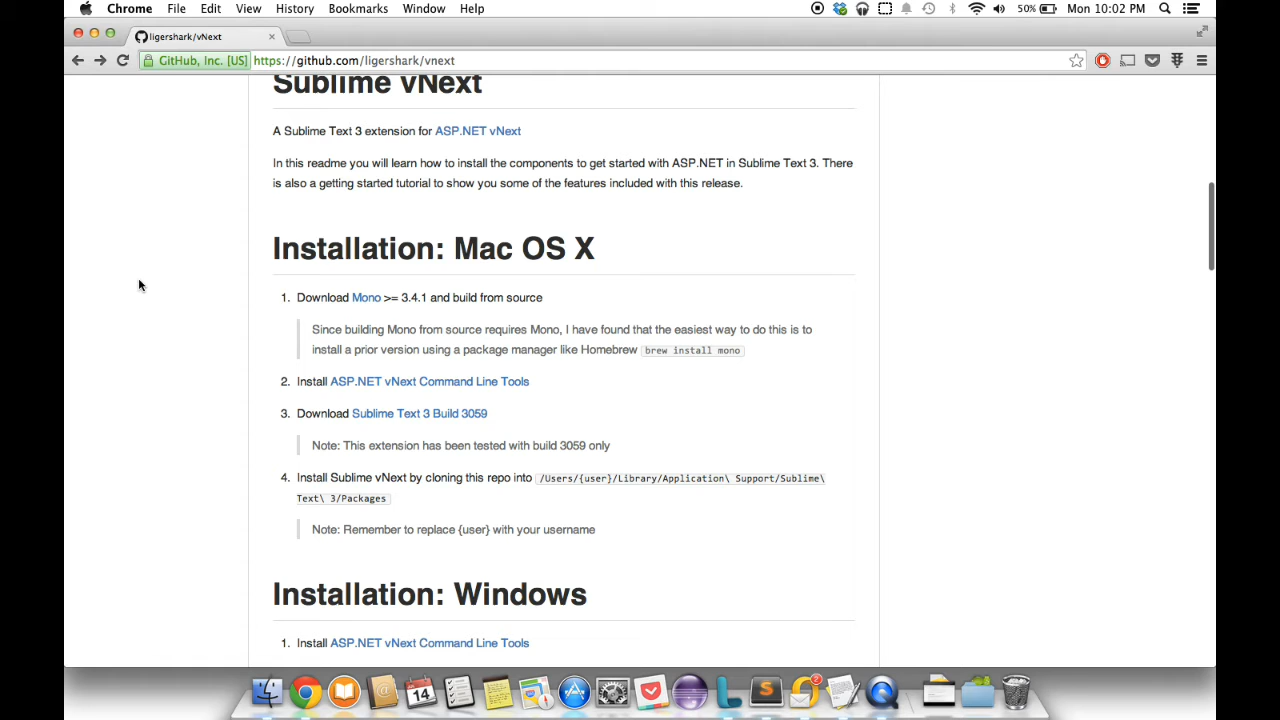 Chrome File Edit View History Bookmarks Window Help 50% Mon 10:02 PM
ligershark/vNext
GitHub, Inc. [US] https://github.com/ligershark/vnext
Sublime vNext
A Sublime Text 3 extension for ASP.NET vNext
In this readme you will learn how to install the components to get started with ASP.NET in Sublime Text 3. There
is also a getting started tutorial to show you some of the features included with this release.
Installation: Mac OS X
1. Download Mono >= 3.4.1 and build from source
Since building Mono from source requires Mono, I have found that the easiest way to do this is to
install a prior version using a package manager like Homebrew brew install mono
2. Install ASP.NET vNext Command Line Tools
3. Download Sublime Text 3 Build 3059
Note: This extension has been tested with build 3059 only
4. Install Sublime vNext by cloning this repo into /Users/{user}/Library/Application\ Support/Sublime\
Text\ 3/Packages
Note: Remember to replace {user} with your username
Installation: Windows
1. Install ASP.NET vNext Command Line Tools
14
2